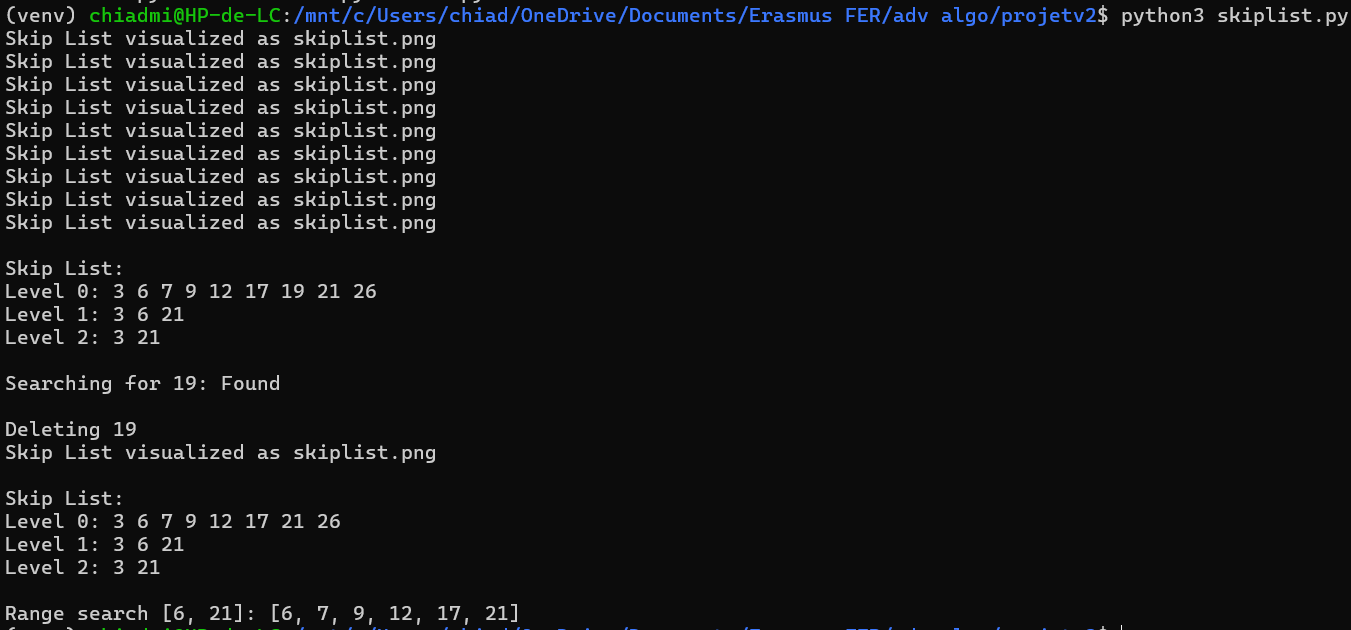 (venv) chiadmi@HP-de-LC:/mnt/c/Users/chiad/OneDrive/Documents/Erasmus FER/adv algo/projetv2$ python3 skiplist.py
Skip List visualized as skiplist.png
Skip List visualized as skiplist.png
Skip List visualized as skiplist.png
Skip List visualized as skiplist.png
Skip List visualized as skiplist.png
Skip List visualized as skiplist.png
Skip List visualized as skiplist.png
Skip List visualized as skiplist.png
Skip List visualized as skiplist.png
Skip List:
Level 0: 3 6 7 9 12 17 19 21 26
Level 1: 3 6 21
Level 2: 3 21
Searching for 19: Found
Deleting 19
Skip List visualized as skiplist.png
Skip List:
Level 0: 3 6 7 9 12 17 21 26
Level 1: 3 6 21
Level 2: 3 21
Range search [6, 21]: [6, 7, 9, 12, 17, 21]